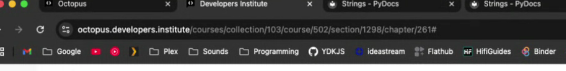 Octopus Developers Institute Strings - PyDocs Strings - PyDocs
octopus.developers.institute/courses/collection/103/course/502/section/1298/chapter/261#
Google Plex Sounds Programming YDKJS ideastream Flathub HifiGuides Binder